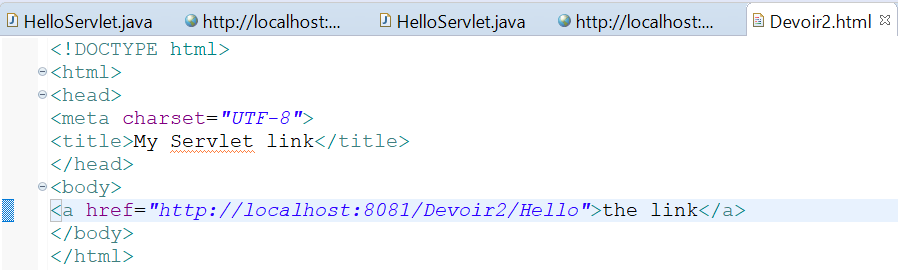 HelloServlet.java http://localhost:... HelloServlet.java http://localhost:... Devoir2.html
<!DOCTYPE html>
<html>
<head>
<meta charset="UTF-8">
<title>My Servlet link</title>
</head>
<body>
<a href="http://localhost:8081/Devoir2/Hello">the link</a>
</body>
</html>